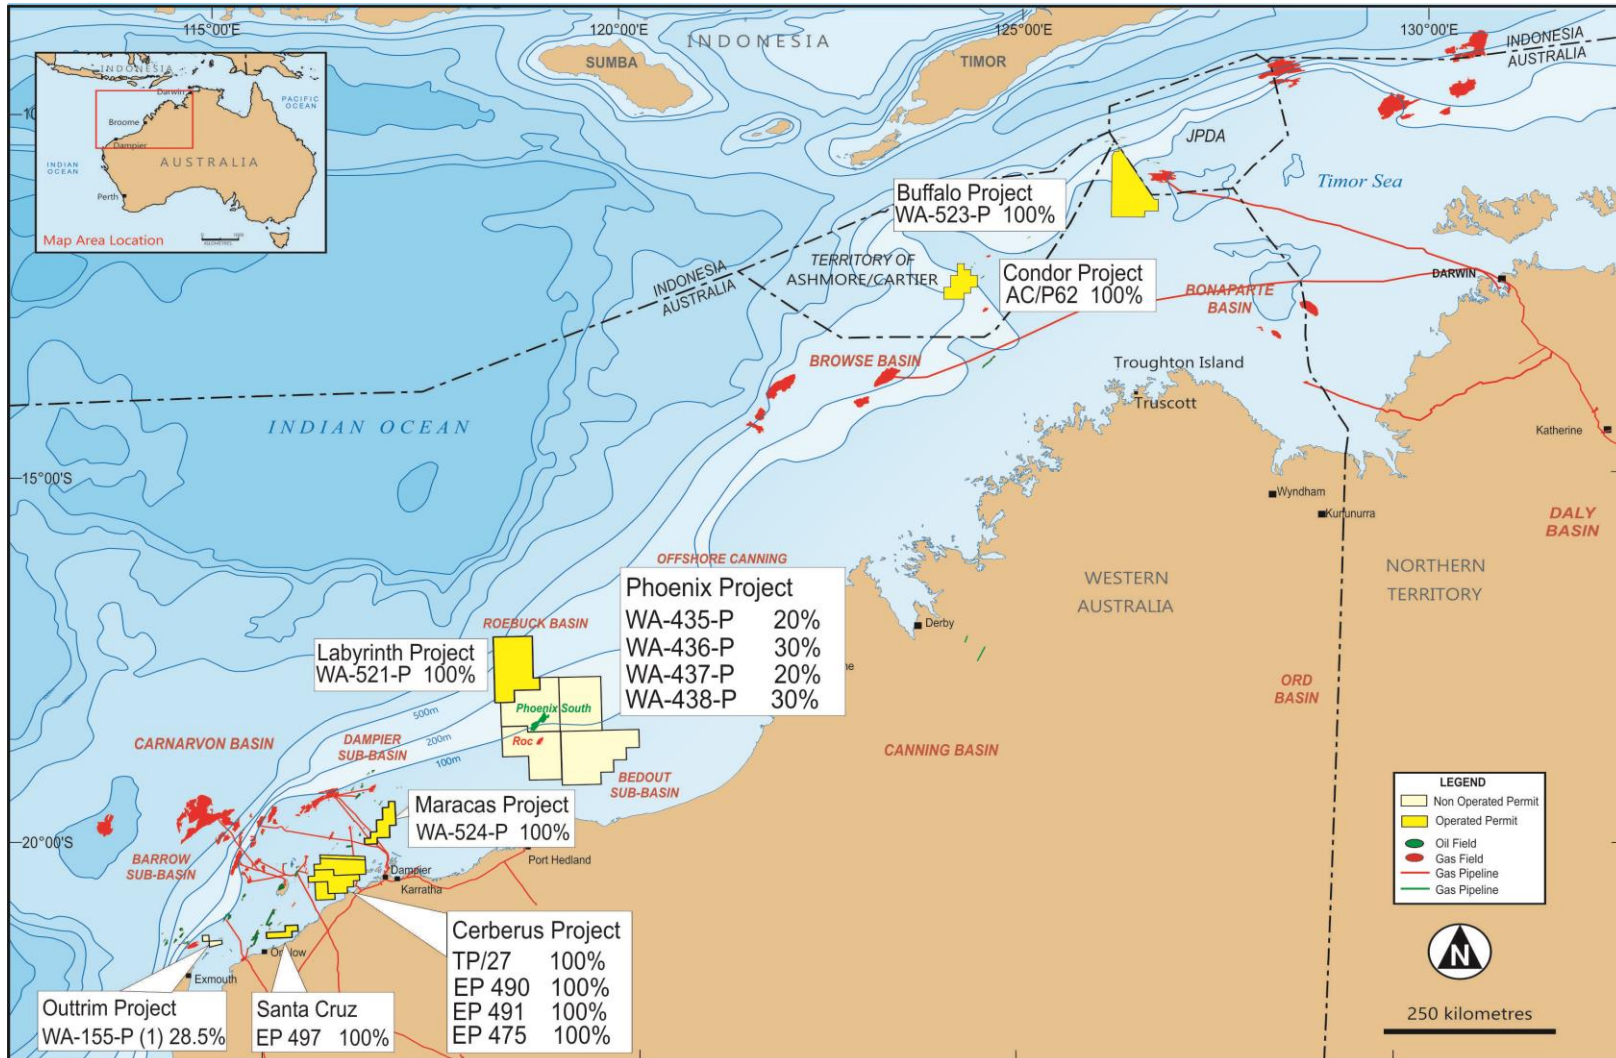 115°00'E
120°00'E
125°00'E
130°00'E
INDONESIA
SUMBA
TIMOR
INDONESIA
AUSTRALIA
INDONESIA
Darwin
PACIFIC
OCEAN
Broome
Dampier
AUSTRALIA
INDIAN
OCEAN
Perth
Map Area Location
KILOMETRES
10
JPDA
Timor Sea
Buffalo Project
WA-523-P 100%
TERRITORY OF
ASHMORE/CARTIER
Condor Project
AC/P62 100%
INDONESIA
AUSTRALIA
BONAPARTE
BASIN
DARWIN
BROWSE BASIN
Troughton Island
Truscott
INDIAN OCEAN
Katherine
15°00'S
Wyndham
Kununurra
DALY
BASIN
OFFSHORE CANNING
WESTERN
AUSTRALIA
NORTHERN
TERRITORY
Phoenix Project
WA-435-P 20%
WA-436-P 30%
WA-437-P 20%
WA-438-P 30%
Derby
ne
ROEBUCK BASIN
Labyrinth Project
WA-521-P 100%
ORD
BASIN
Phoenix South
Roc
500m
200m
100m
CARNARVON BASIN
DAMPIER
SUB-BASIN
CANNING BASIN
BEDOUT
SUB-BASIN
Maracas Project
WA-524-P 100%
LEGEND
Non Operated Permit
Operated Permit
Oil Field
Gas Field
Gas Pipeline
Gas Pipeline
20°00'S
BARROW
SUB-BASIN
Port Hedland
Dampier
Karratha
Cerberus Project
TP/27 100%
EP 490 100%
EP 491 100%
EP 475 100%
Exmouth
Outtrim Project
WA-155-P (1) 28.5%
Santa Cruz
EP 497 100%
N
250 kilometres